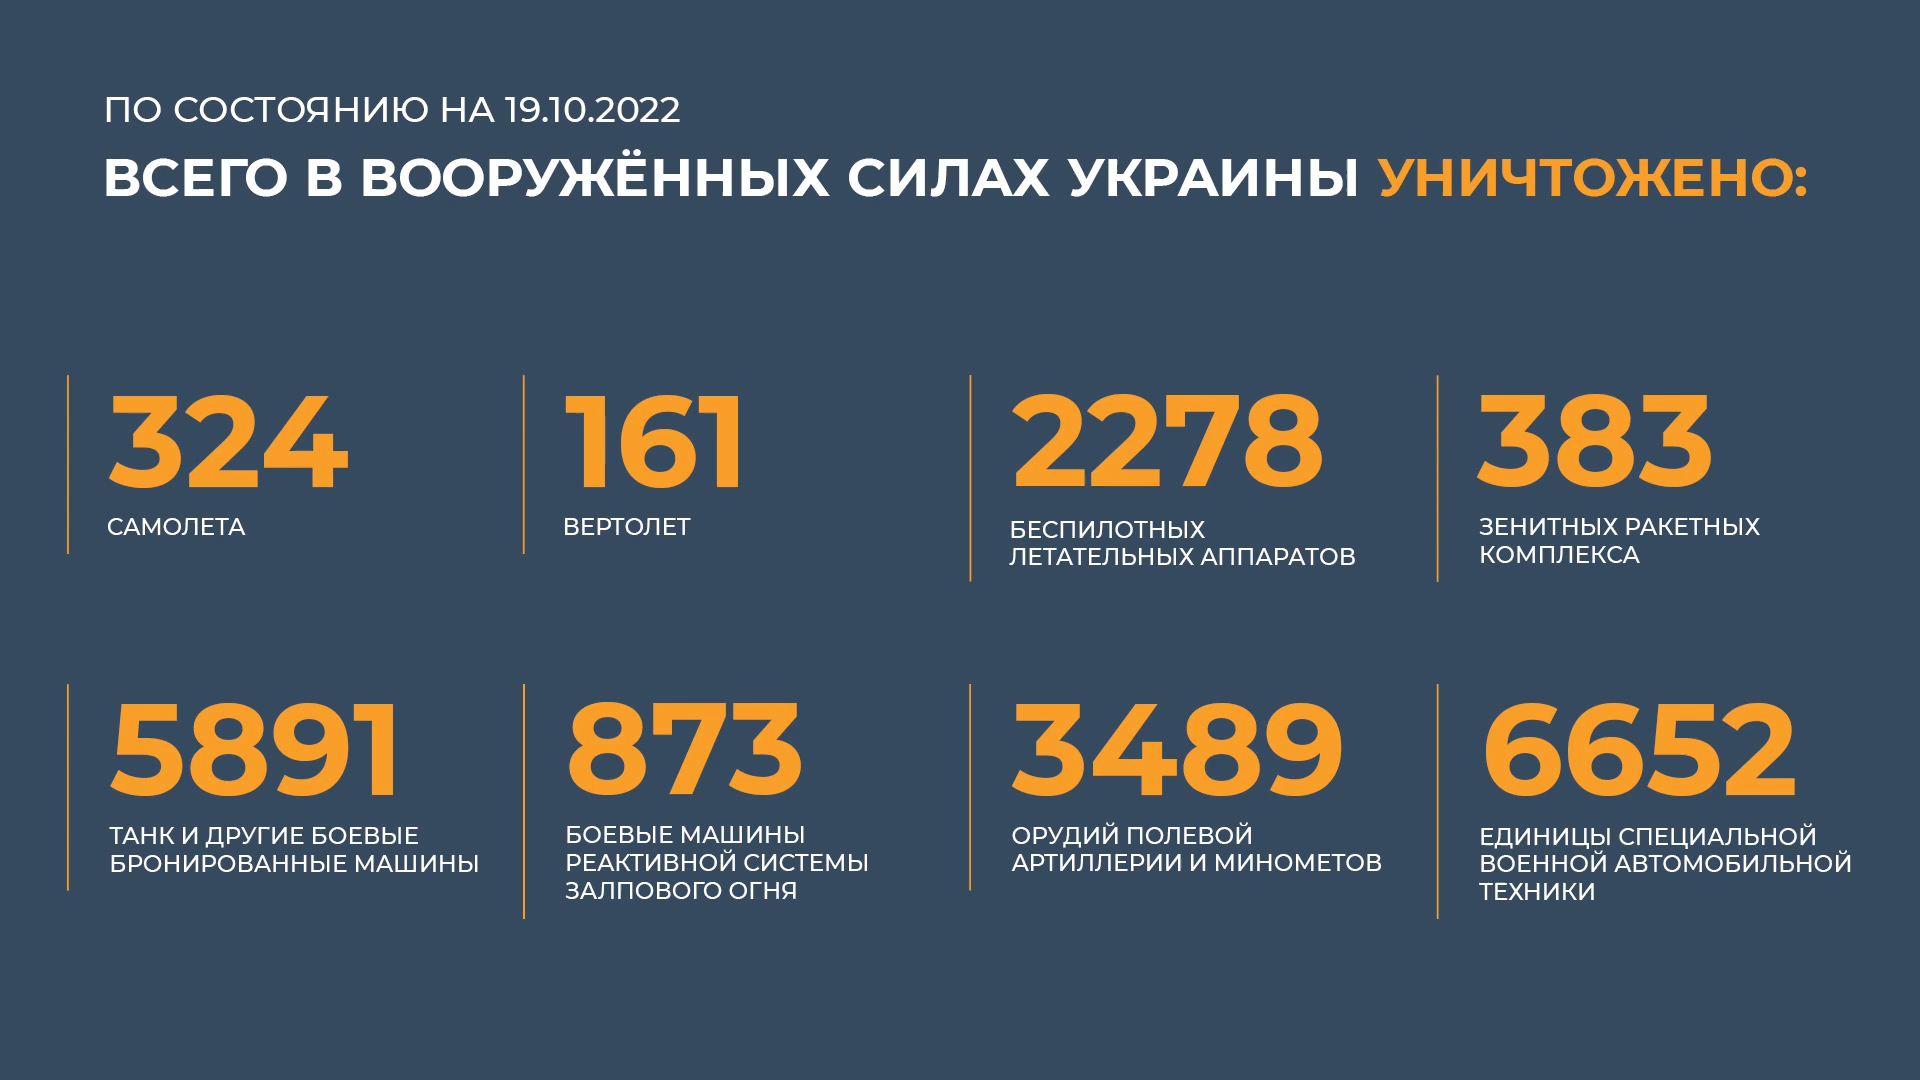 ПО СОСТОЯНИЮ НА 19.10.2022
ВСЕГО В ВООРУЖЁННЫХ СИЛАХ УКРАИНЫ УНИЧТОЖЕНО:
324
САМОЛЕТА
161
ВЕРТОЛЕТ
2278
БЕСПИЛОТНЫХ
ЛЕТАТЕЛЬНЫХ АППАРАТОВ
383
ЗЕНИТНЫХ РАКЕТНЫХ
КОМПЛЕКСА
5891
ТАНК И ДРУГИЕ БОЕВЫЕ
БРОНИРОВАННЫЕ МАШИНЫ
873
БОЕВЫЕ МАШИНЫ
РЕАКТИВНОЙ СИСТЕМЫ
ЗАЛПОВОГО ОГНЯ
3489
ОРУДИЙ ПОЛЕВОЙ
АРТИЛЛЕРИИ И МИНОМЕТОВ
6652
ЕДИНИЦЫ СПЕЦИАЛЬНОЙ
ВОЕННОЙ АВТОМОБИЛЬНОЙ
ТЕХНИКИ